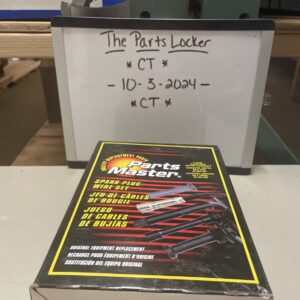 The Parts Locker
* CT *
- 10-3-2024 -
* CT *
Parts
Master
SPARK-PLUG
WIRE SET
JEU DE CÂBLES
DE BOUGIE
JUEGO
DE CABLES
DE BUJÍAS
ORIGINAL EQUIPMENT REPLACEMENT
RECHANGE POUR ÉQUIPEMENT D'ORIGINE
SUSTITUCIÓN DEL EQUIPO ORIGINAL